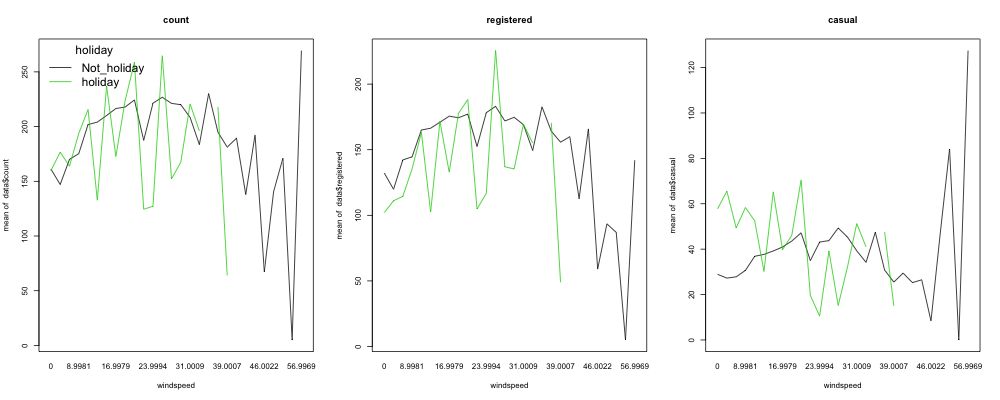 count
holiday
Not_holiday
holiday
mean of data$count
0
50
100
150
200
250
0 8.9981 16.9979 23.9994 31.0009 39.0007 46.0022 56.9969
windspeed
registered
mean of data$registered
0
50
100
150
200
0 8.9981 16.9979 23.9994 31.0009 39.0007 46.0022 56.9969
windspeed
casual
mean of data$casual
0
20
40
60
80
100
120
0 8.9981 16.9979 23.9994 31.0009 39.0007 46.0022 56.9969
windspeed